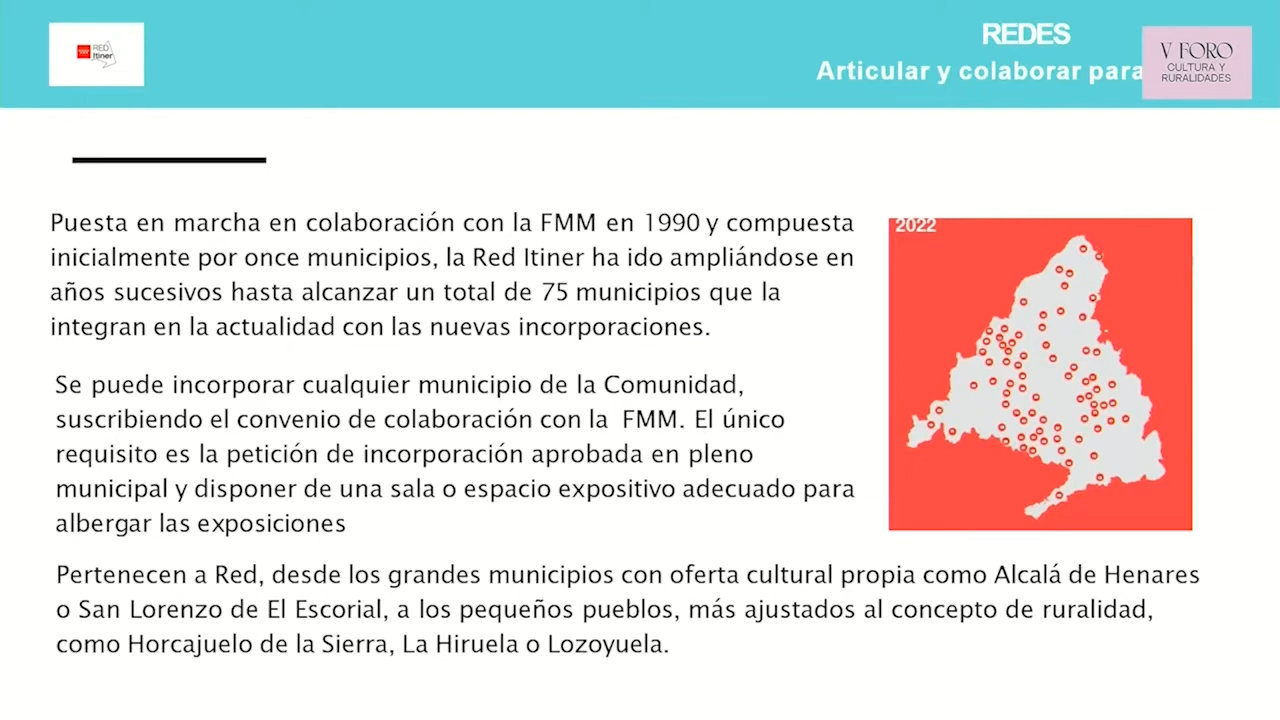 RED
Itiner
REDES
Articular y colaborar para
V FORO
CULTURA Y
RURALIDADES
Puesta en marcha en colaboración con la FMM en 1990 y compuesta
inicialmente por once municipios, la Red Itiner ha ido ampliándose en
años sucesivos hasta alcanzar un total de 75 municipios que la
integran en la actualidad con las nuevas incorporaciones.
2022
Se puede incorporar cualquier municipio de la Comunidad,
suscribiendo el convenio de colaboración con la  FMM. El único
requisito es la petición de incorporación aprobada en pleno
municipal y disponer de una sala o espacio expositivo adecuado para
albergar las exposiciones
Pertenecen a Red, desde los grandes municipios con oferta cultural propia como Alcalá de Henares
o San Lorenzo de El Escorial, a los pequeños pueblos, más ajustados al concepto de ruralidad,
como Horcajuelo de la Sierra, La Hiruela o Lozoyuela.